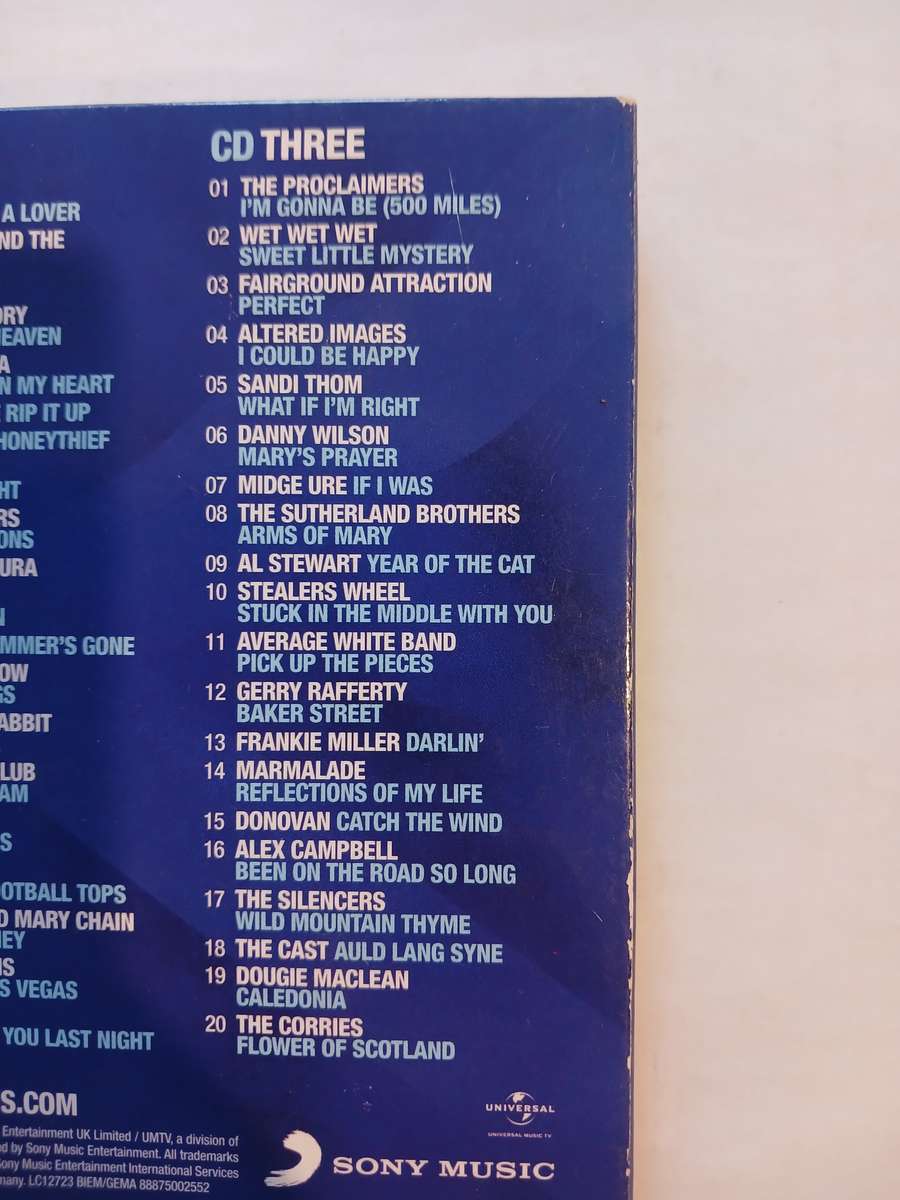 A LOVER
ND THE
ORY
HEAVEN
A
N MY HEART
RIP IT UP
HONEYTHIEF
HT
RS
ONS
URA
N
MMER'S GONE
OW
GS
ABBIT
LUB
AM
S
OOTBALL TOPS
D MARY CHAIN
NEY
NS
S VEGAS
YOU LAST NIGHT
S.COM
Entertainment UK Limited / UMTV, a division of
ed by Sony Music Entertainment. All trademarks
Sony Music Entertainment International Services
many. LC12723 BIEM/GEMA 88875002552
CD THREE
01 THE PROCLAIMERS
I'M GONNA BE (500 MILES)
02 WET WET WET
SWEET LITTLE MYSTERY
03 FAIRGROUND ATTRACTION
PERFECT
04 ALTERED IMAGES
I COULD BE HAPPY
05 SANDI THOM
WHAT IF I'M RIGHT
06 DANNY WILSON
MARY'S PRAYER
07 MIDGE URE IF I WAS
08 THE SUTHERLAND BROTHERS
ARMS OF MARY
09 AL STEWART YEAR OF THE CAT
10 STEALERS WHEEL
STUCK IN THE MIDDLE WITH YOU
11 AVERAGE WHITE BAND
PICK UP THE PIECES
12 GERRY RAFFERTY
BAKER STREET
13 FRANKIE MILLER DARLIN'
14 MARMALADE
REFLECTIONS OF MY LIFE
15 DONOVAN CATCH THE WIND
16 ALEX CAMPBELL
BEEN ON THE ROAD SO LONG
17 THE SILENCERS
WILD MOUNTAIN THYME
18 THE CAST AULD LANG SYNE
19 DOUGIE MACLEAN
CALEDONIA
20 THE CORRIES
FLOWER OF SCOTLAND
UNIVERSAL
UNIVERSAL MUSIC TV
SONY MUSIC